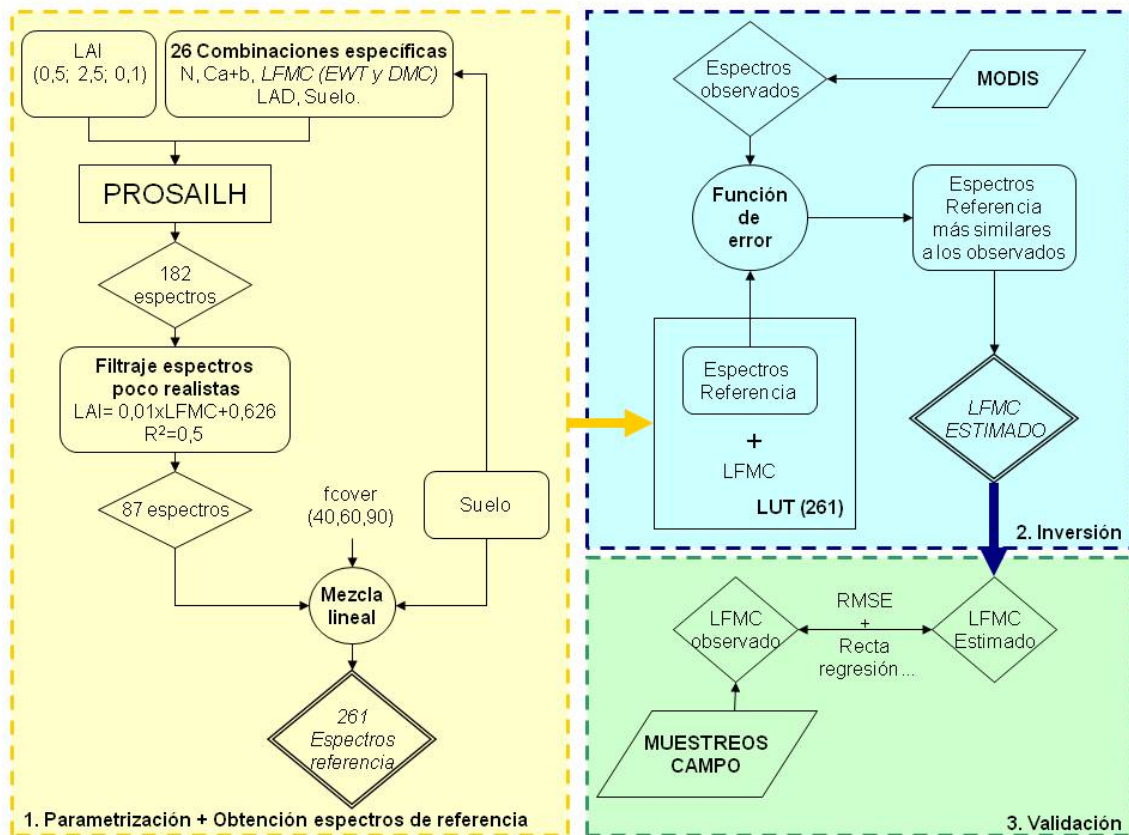 LAI
(0,5; 2,5; 0,1)
26 Combinaciones específicas
N, Ca+b, LFMC (EWT y DMC)
LAD, Suelo.
PROSAILH
182
espectros
Filtraje espectros
poco realistas
LAI= 0,01xLFMC+0,626
R²=0,5
87 espectros
fcover
(40,60,90)
Suelo
Mezcla
lineal
261
Espectros
referencia
1. Parametrización + Obtención espectros de referencia
Espectros
observados
MODIS
Función
de
error
Espectros
Referencia
más similares
a los observados
Espectros
Referencia
+
LFMC
LUT (261)
LFMC
ESTIMADO
2. Inversión
LFMC
observado
RMSE
+
Recta
regresión...
LFMC
Estimado
MUESTREOS
CAMPO
3. Validación